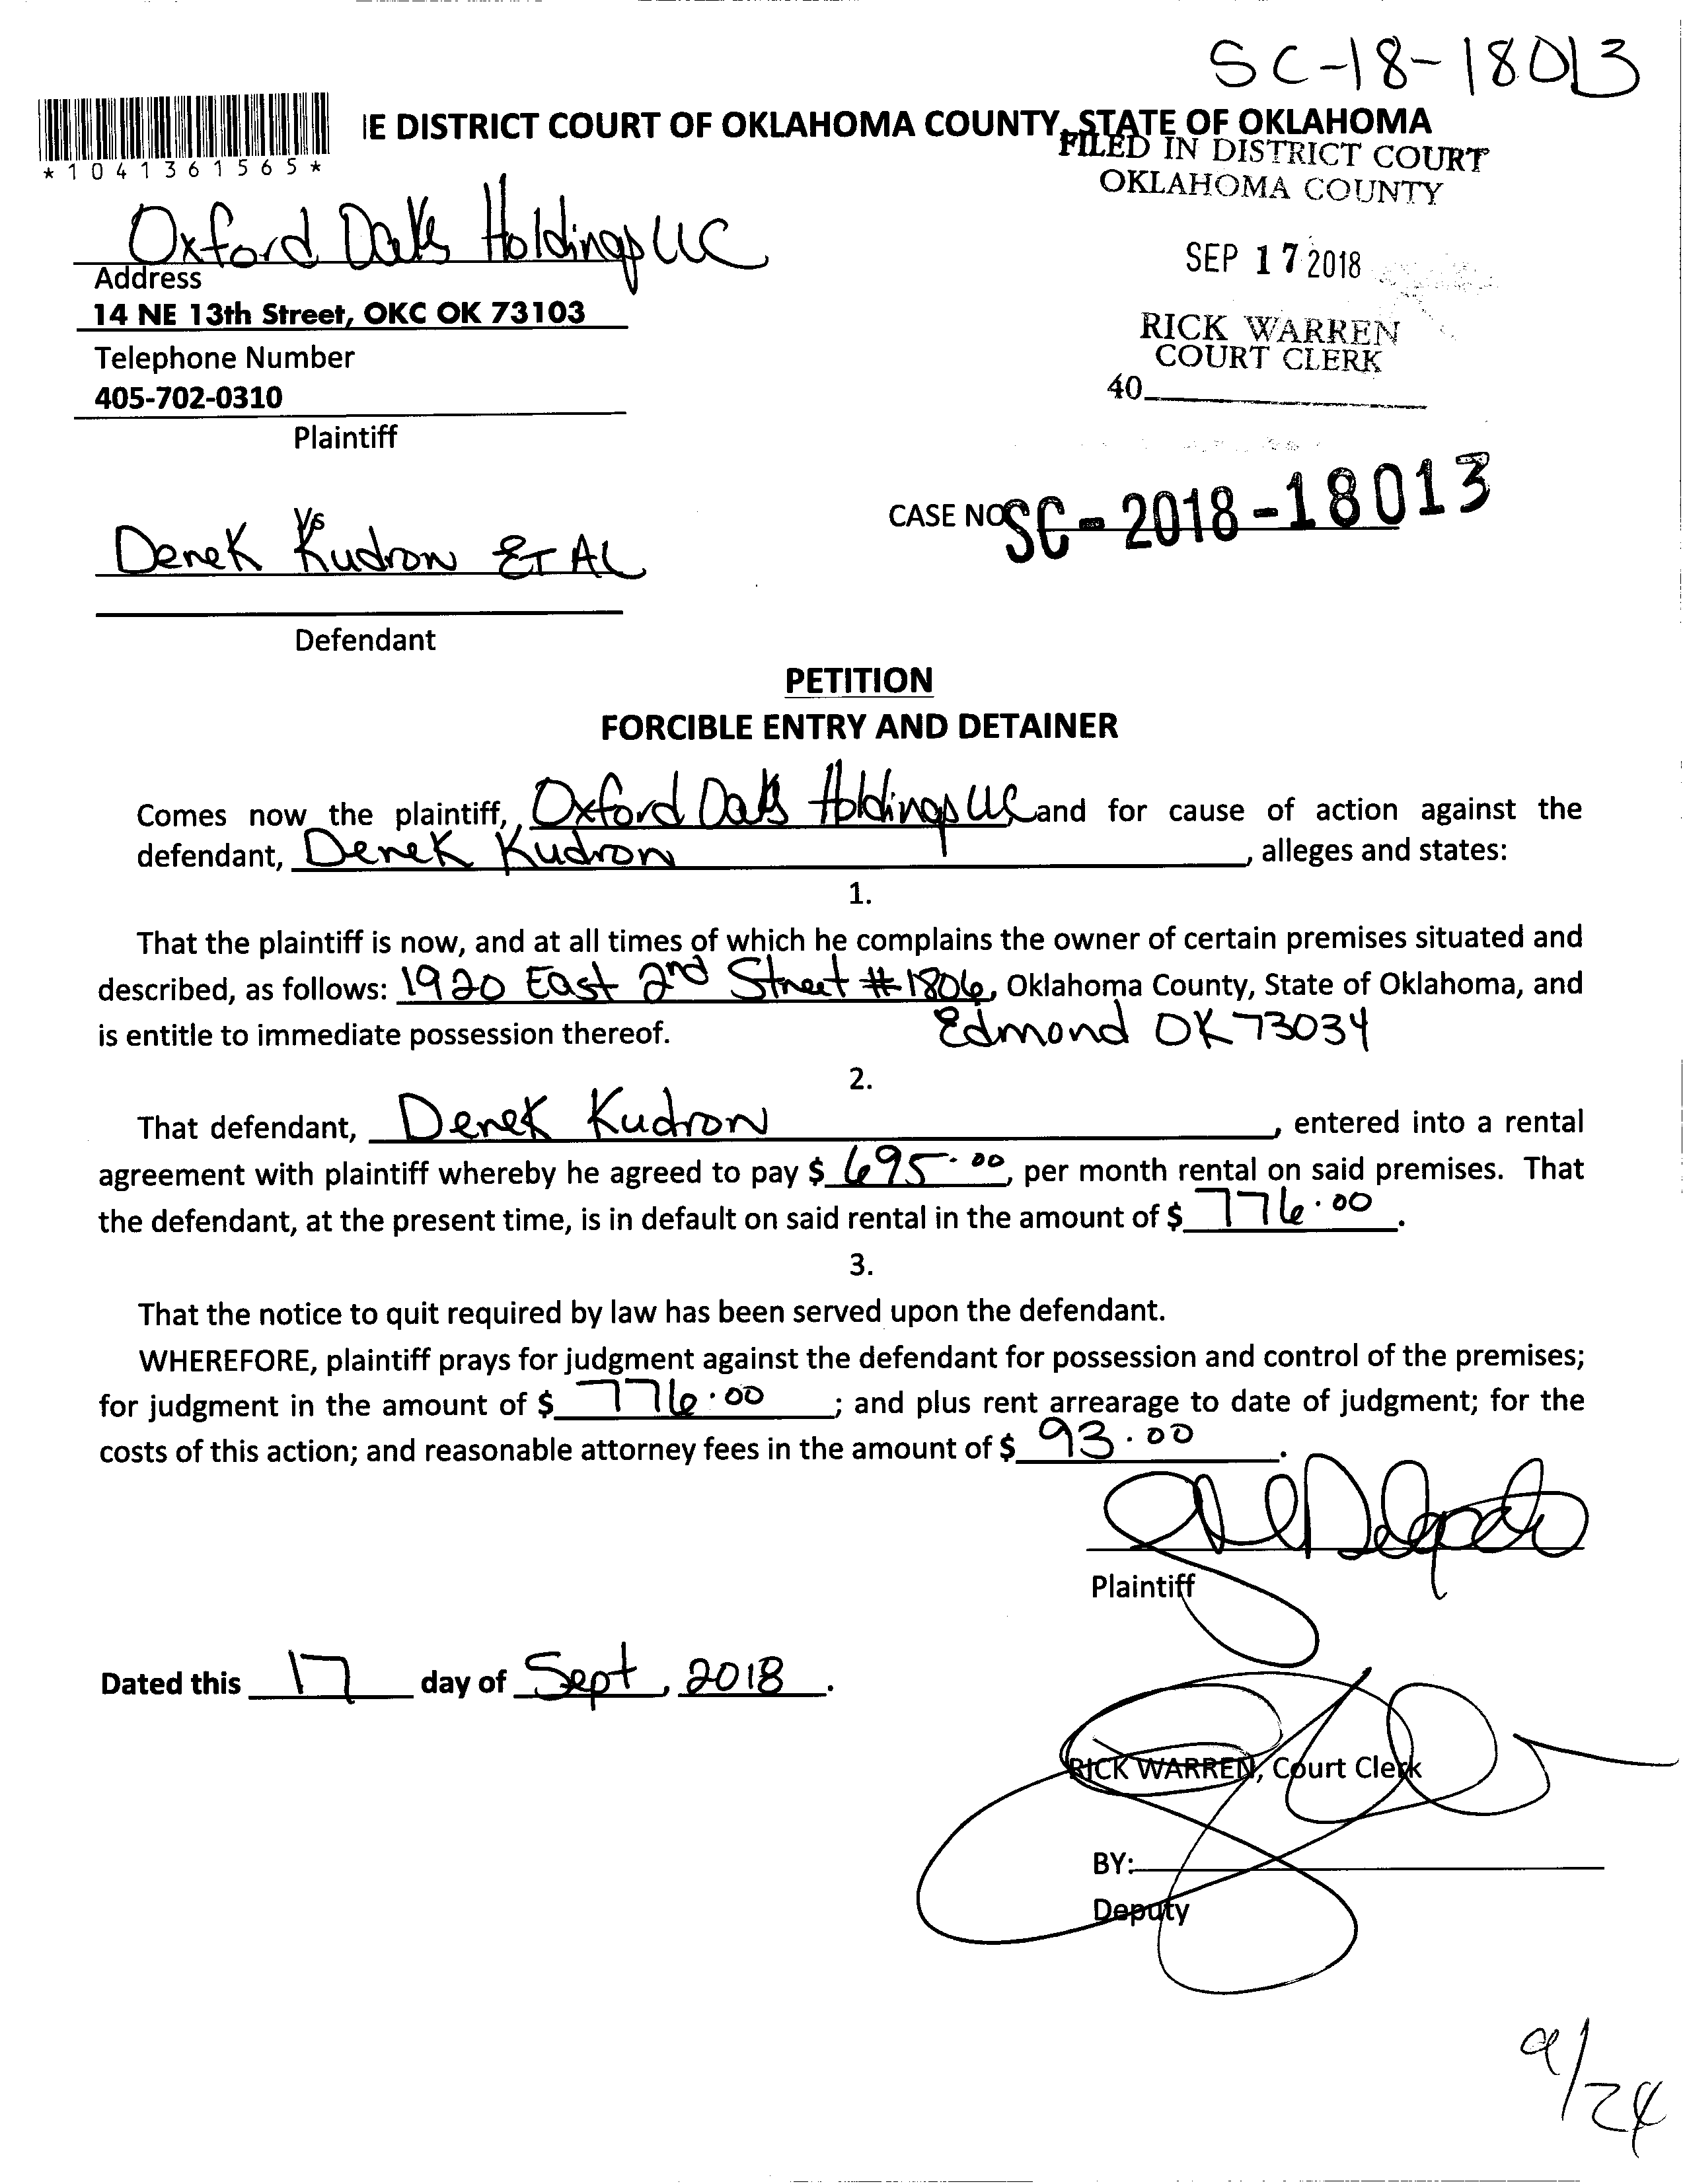 SC-18-18013
IE DISTRICT COURT OF OKLAHOMA COUNTY, STATE OF OKLAHOMA
*1041361565*
FILED IN DISTRICT COURT
OKLAHOMA COUNTY
Oxford Oaks Holdings LLC
SEP 17 2018
Address
14 NE 13th Street, OKC OK 73103
RICK WARREN
COURT CLERK
Telephone Number
40
405-702-0310
Plaintiff
CASE NO SC-2018-18013
Vs
Derek Kudron ET AL
Defendant
PETITION
FORCIBLE ENTRY AND DETAINER
Comes now the plaintiff, Oxford Oaks Holdings LLC and for cause of action against the
defendant, Derek Kudron, alleges and states:
1.
That the plaintiff is now, and at all times of which he complains the owner of certain premises situated and
described, as follows: 1920 East 2nd Street #1806, Oklahoma County, State of Oklahoma, and
is entitle to immediate possession thereof. Edmond OK 73034
2.
That defendant, Derek Kudron, entered into a rental
agreement with plaintiff whereby he agreed to pay $ 695.00, per month rental on said premises. That
the defendant, at the present time, is in default on said rental in the amount of $ 776.00.
3.
That the notice to quit required by law has been served upon the defendant.
WHEREFORE, plaintiff prays for judgment against the defendant for possession and control of the premises;
for judgment in the amount of $ 776.00; and plus rent arrearage to date of judgment; for the
costs of this action; and reasonable attorney fees in the amount of $ 93.00.
Plaintiff
Dated this 17 day of Sept, 2018.
RICK WARREN, Court Clerk
BY:
Deputy
9/24